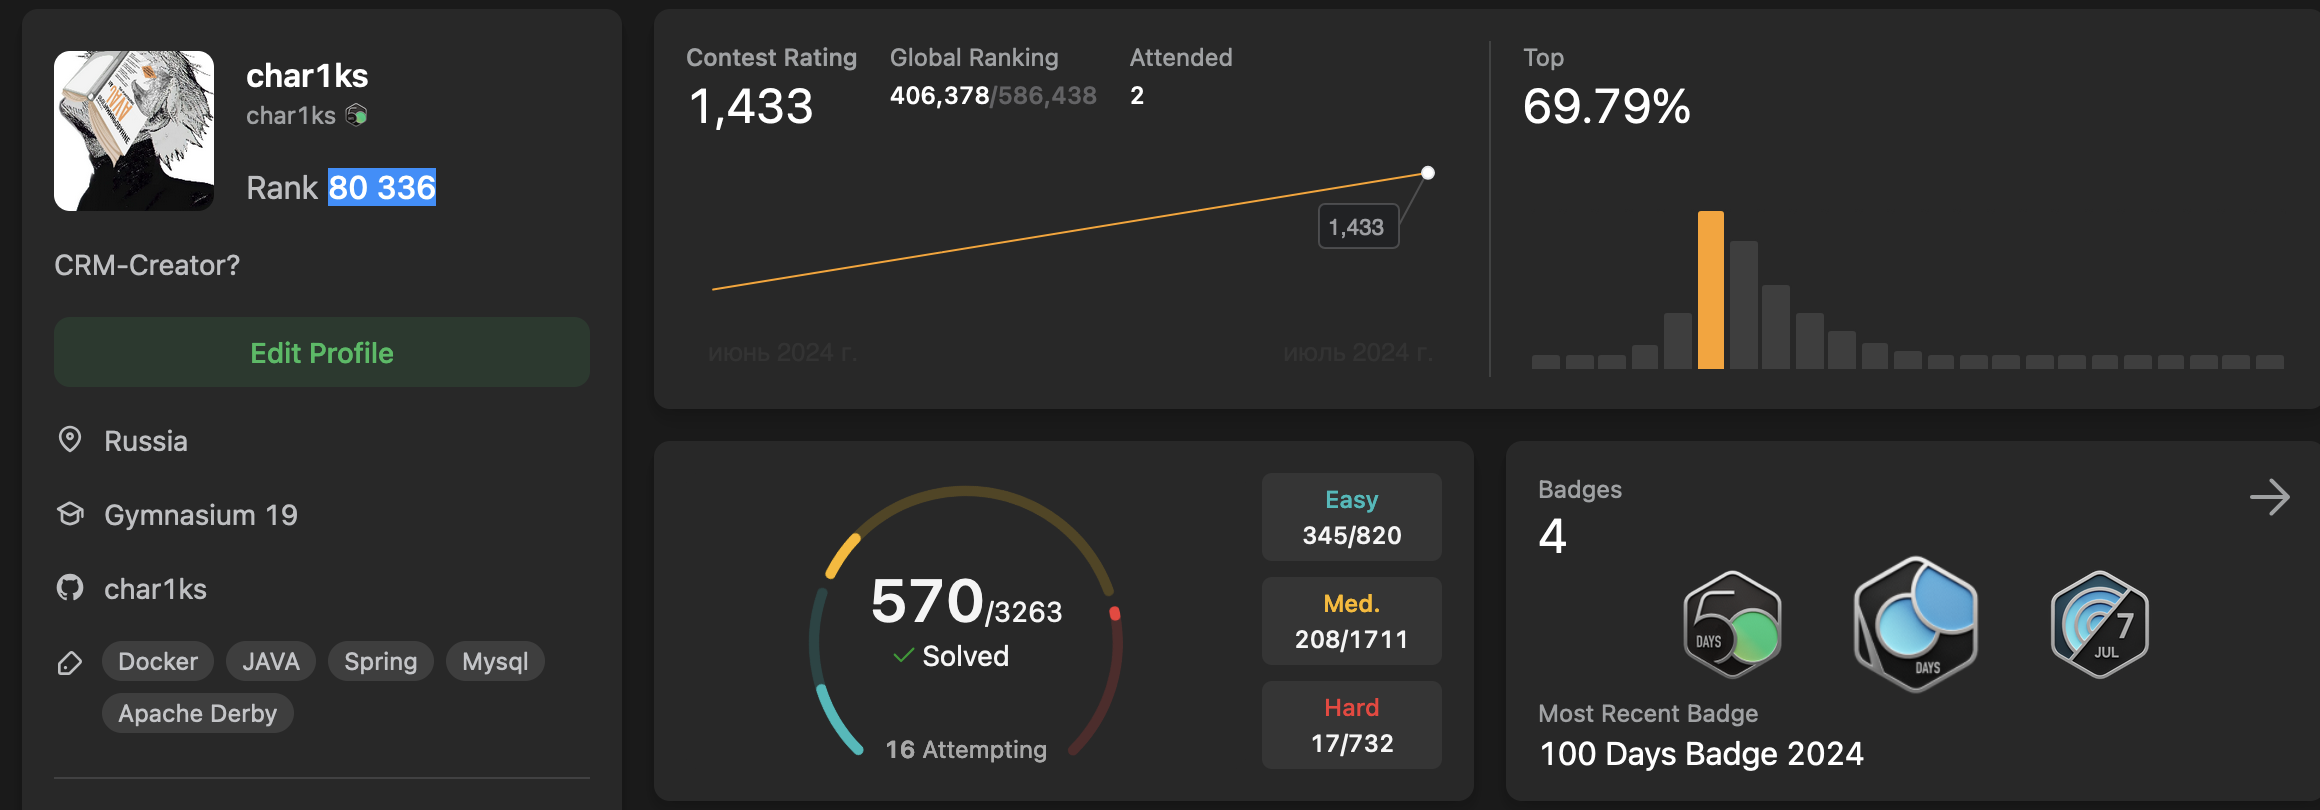 char1ks
char1ks
Rank 80 336
CRM-Creator?
Edit Profile
Russia
Gymnasium 19
char1ks
Docker JAVA Spring Mysql
Apache Derby
Contest Rating
1,433
Global Ranking
406,378/586,438
Attended
2
1,433
июнь 2024 г. июль 2024 г.
Top
69.79%
570/3263
Solved
16 Attempting
Easy
345/820
Med.
208/1711
Hard
17/732
Badges
4
50
DAYS
DAYS
7
JUL
Most Recent Badge
100 Days Badge 2024